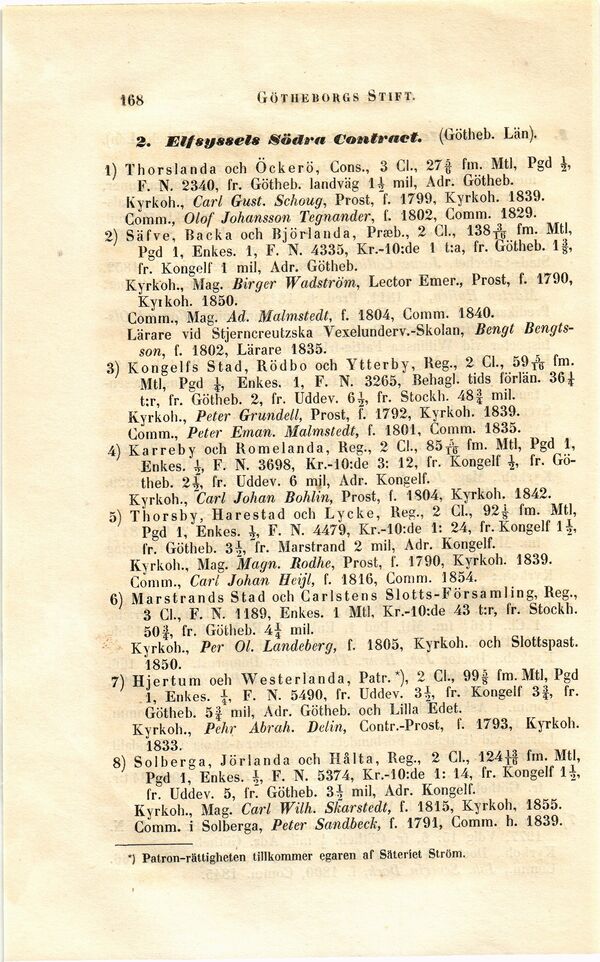 168 GÖTHEBORGS STIFT.
2. Elfsyssels Södra Contract. (Götheb. Län).
1) Thorslanda och Öckerö, Cons., 3 Cl., 27⅝ fm. Mtl, Pgd ½,
F. N. 2340, fr. Götheb. landväg 1½ mil, Adr. Götheb.
Kyrkoh., Carl Gust. Schoug, Prost, f. 1799, Kyrkoh. 1839.
Comm., Olof Johansson Tegnander, f. 1802, Comm. 1829.
2) Säfve, Backa och Björlanda, Præb., 2 Cl., 138 3/16 fm. Mtl,
Pgd 1, Enkes. 1, F. N. 4335, Kr.-10:de 1 t:a, fr. Götheb. 1¾,
fr. Kongelf 1 mil, Adr. Götheb.
Kyrkoh., Mag. Birger Wadström, Lector Emer., Prost, f. 1790,
Kyrkoh. 1850.
Comm., Mag. Ad. Malmstedt, f. 1804, Comm. 1840.
Lärare vid Stjerncreutzska Vexelunderv.-Skolan, Bengt Bengts-
son, f. 1802, Lärare 1835.
3) Kongelfs Stad, Rödbo och Ytterby, Reg., 2 Cl., 59 5/16 fm.
Mtl, Pgd ¼, Enkes. 1, F. N. 3265, Behagl. tids förlän. 36¼
t:r, fr. Götheb. 2, fr. Uddev. 6½, fr. Stockh. 48¾ mil.
Kyrkoh., Peter Grundell, Prost, f. 1792, Kyrkoh. 1839.
Comm., Peter Eman. Malmstedt, f. 1801, Comm. 1835.
4) Karreby och Romelanda, Reg., 2 Cl., 85 5/16 fm. Mtl, Pgd 1,
Enkes. ½, F. N. 3698, Kr.-10:de 3: 12, fr. Kongelf ½, fr. Gö-
theb. 2½, fr. Uddev. 6 mil, Adr. Kongelf.
Kyrkoh., Carl Johan Bohlin, Prost, f. 1804, Kyrkoh. 1842.
5) Thorsby, Harestad och Lycke, Reg., 2 Cl., 92⅛ fm. Mtl,
Pgd 1, Enkes. ½, F. N. 4479, Kr.-10:de 1: 24, fr. Kongelf 1½,
fr. Götheb. 3½, fr. Marstrand 2 mil, Adr. Kongelf.
Kyrkoh., Mag. Magn. Rodhe, Prost, f. 1790, Kyrkoh. 1839.
Comm., Carl Johan Heijl, f. 1816, Comm. 1854.
6) Marstrands Stad och Carlstens Slotts-Församling, Reg.,
3 Cl., F. N. 1189, Enkes. 1 Mtl, Kr.-10:de 43 t:r, fr. Stockh.
50¾, fr. Götheb. 4¼ mil.
Kyrkoh., Per Ol. Landeberg, f. 1805, Kyrkoh. och Slottspast.
1850.
7) Hjertum och Westerlanda, Patr. *), 2 Cl., 99⅝ fm. Mtl, Pgd
1, Enkes. ¼, F. N. 5490, fr. Uddev. 3½, fr. Kongelf 3¾, fr.
Götheb. 5¾ mil, Adr. Götheb. och Lilla Edet.
Kyrkoh., Pehr Abrah. Delin, Contr.-Prost, f. 1793, Kyrkoh.
1833.
8) Solberga, Jörlanda och Hålta, Reg., 2 Cl., 124 13/16 fm. Mtl,
Pgd 1, Enkes. ½, F. N. 5374, Kr.-10:de 1: 14, fr. Kongelf 1½,
fr. Uddev. 5, fr. Götheb. 3½ mil, Adr. Kongelf.
Kyrkoh., Mag. Carl Wilh. Skarstedt, f. 1815, Kyrkoh. 1855.
Comm. i Solberga, Peter Sandbeck, f. 1791, Comm. h. 1839.
*) Patron-rättigheten tillkommer egaren af Säteriet Ström.